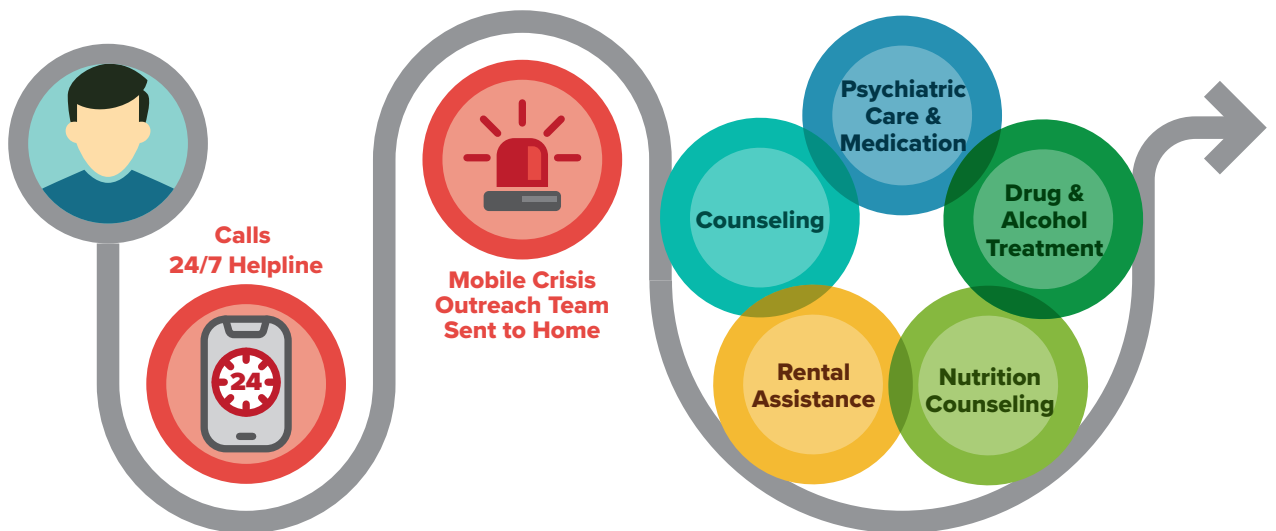 Calls
24/7 Helpline
24
Mobile Crisis
Outreach Team
Sent to Home
Psychiatric
Care &
Medication
Counseling
Drug &
Alcohol
Treatment
Rental
Assistance
Nutrition
Counseling